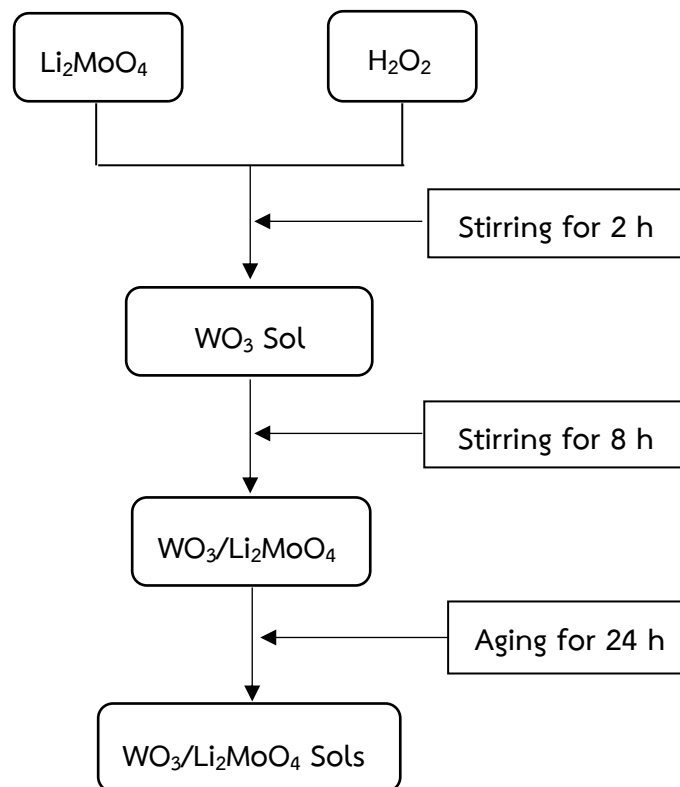 Li₂MoO₄
H₂O₂
Stirring for 2 h
WO₃ Sol
Stirring for 8 h
WO₃/Li₂MoO₄
Aging for 24 h
WO₃/Li₂MoO₄ Sols